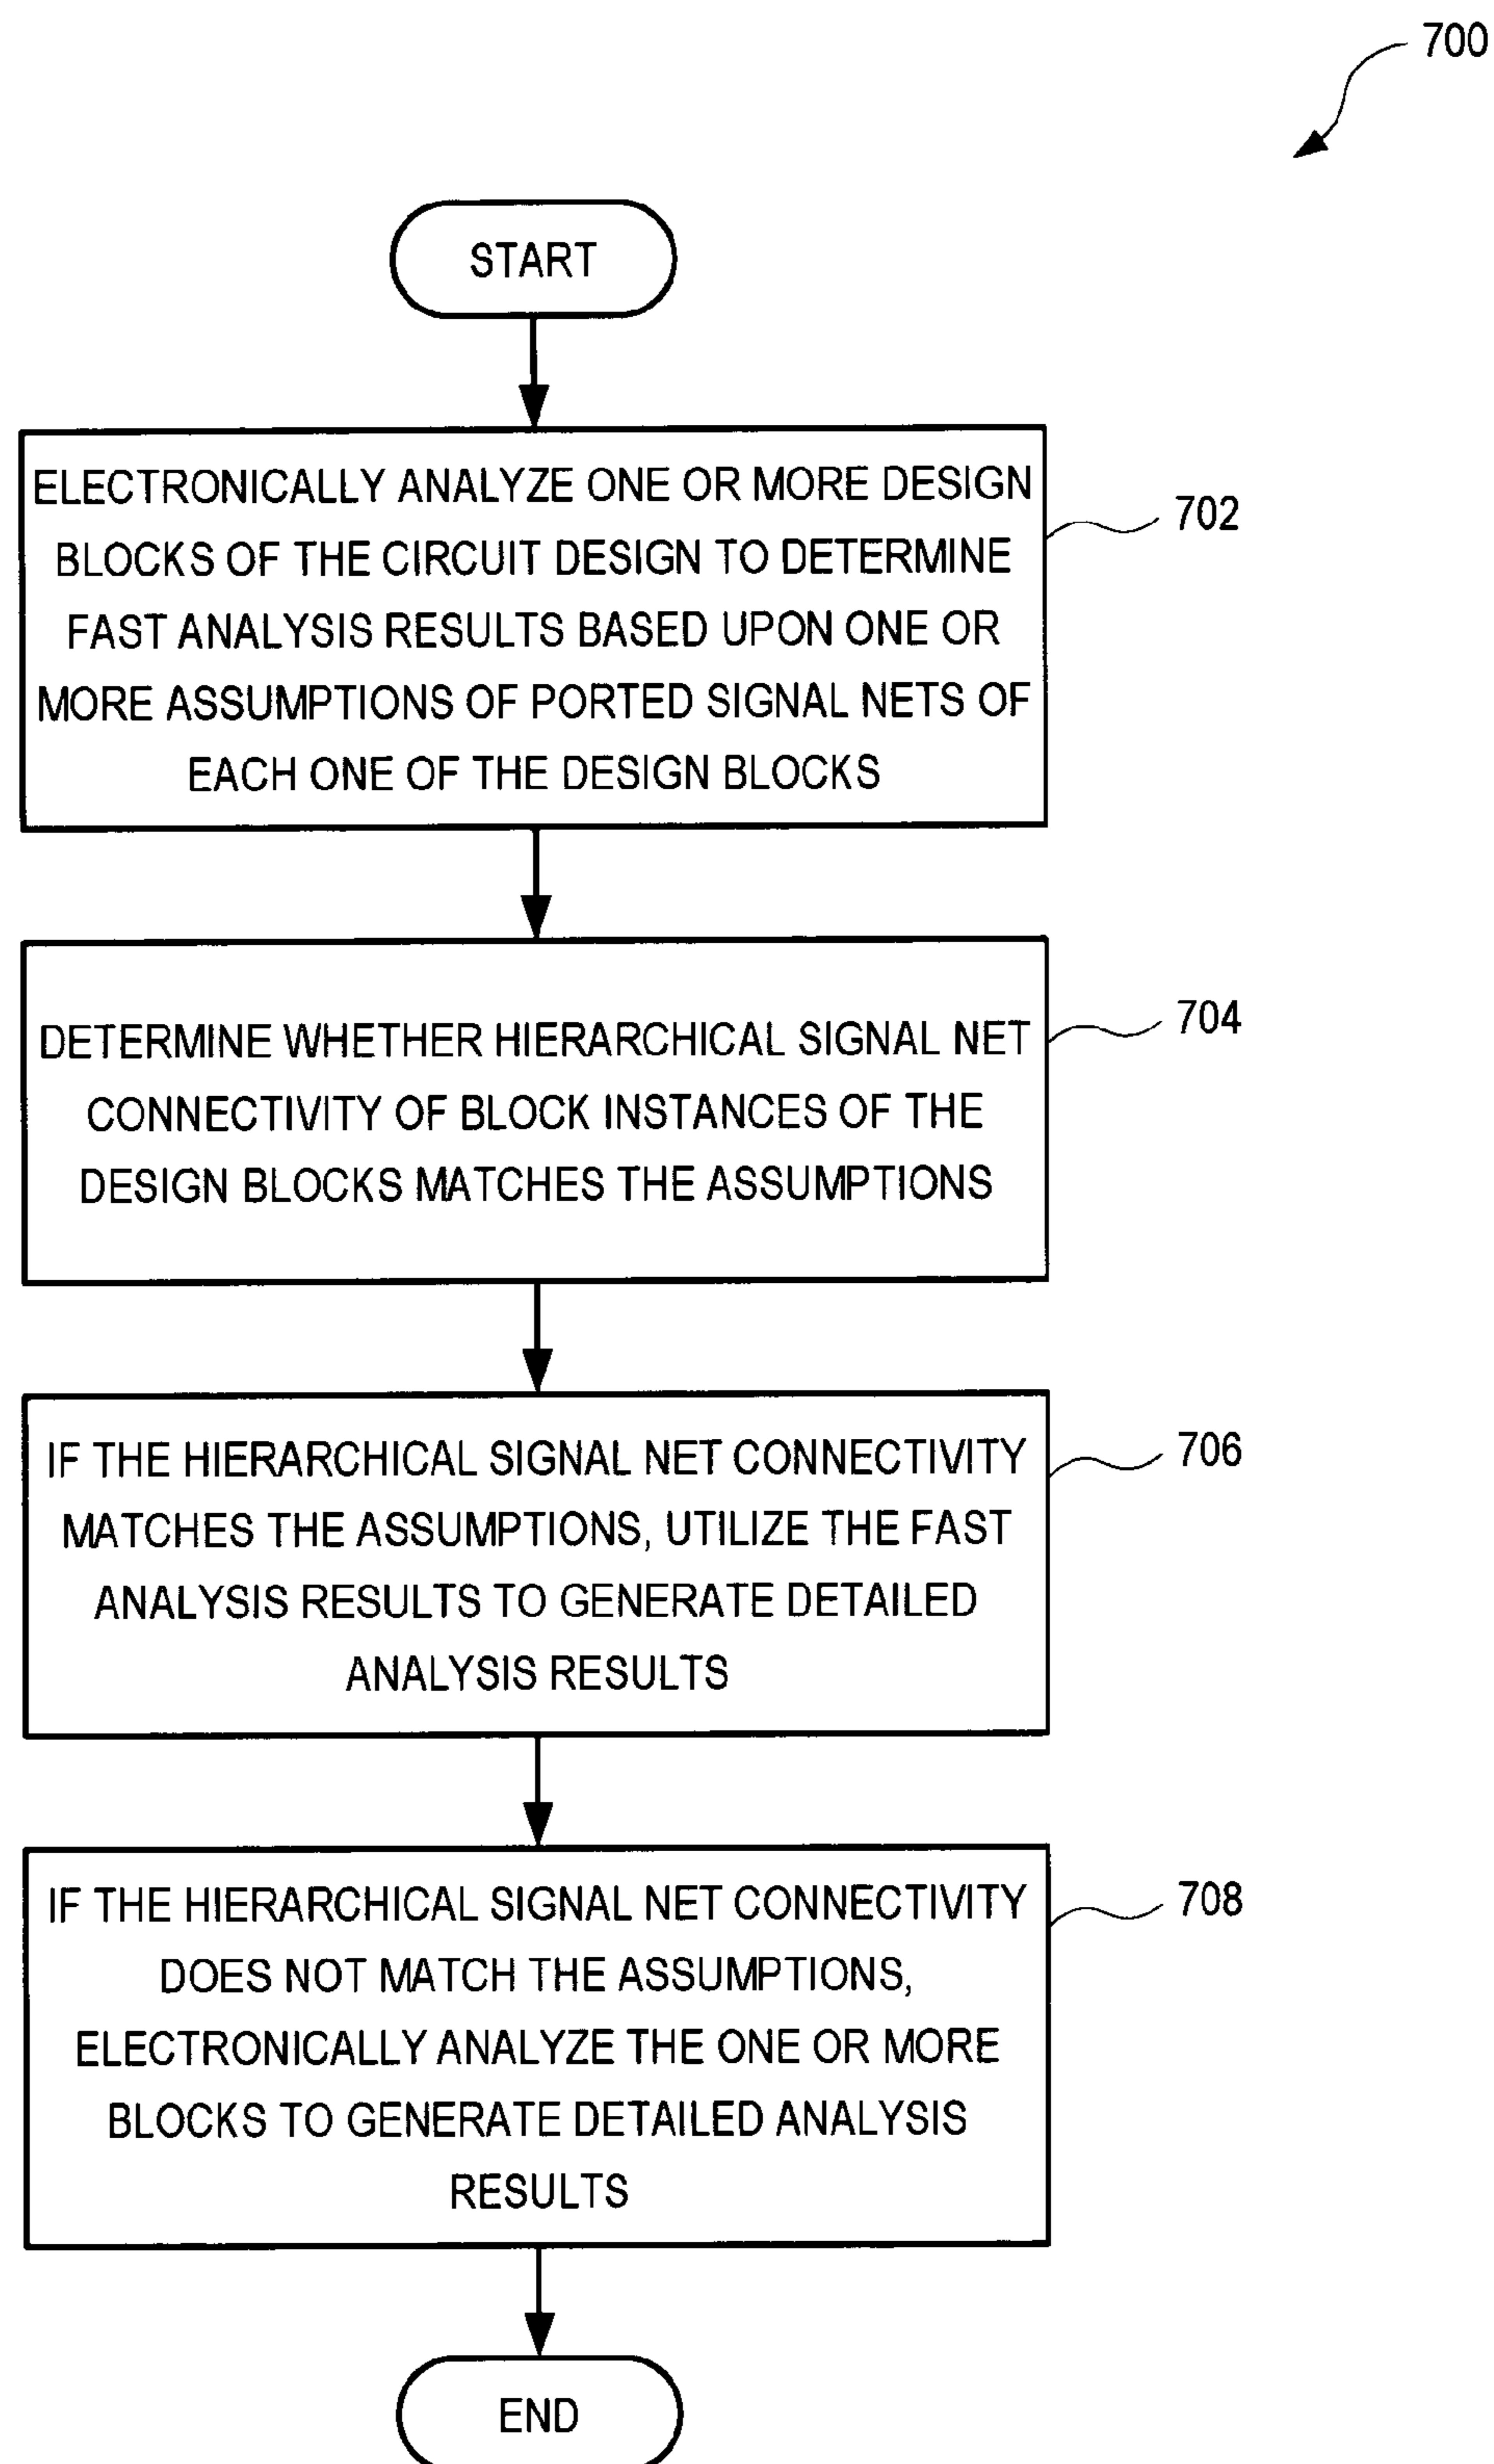 700
START
ELECTRONICALLY ANALYZE ONE OR MORE DESIGN
BLOCKS OF THE CIRCUIT DESIGN TO DETERMINE
FAST ANALYSIS RESULTS BASED UPON ONE OR
MORE ASSUMPTIONS OF PORTED SIGNAL NETS OF
EACH ONE OF THE DESIGN BLOCKS
702
DETERMINE WHETHER HIERARCHICAL SIGNAL NET
CONNECTIVITY OF BLOCK INSTANCES OF THE
DESIGN BLOCKS MATCHES THE ASSUMPTIONS
704
IF THE HIERARCHICAL SIGNAL NET CONNECTIVITY
MATCHES THE ASSUMPTIONS, UTILIZE THE FAST
ANALYSIS RESULTS TO GENERATE DETAILED
ANALYSIS RESULTS
706
IF THE HIERARCHICAL SIGNAL NET CONNECTIVITY
DOES NOT MATCH THE ASSUMPTIONS,
ELECTRONICALLY ANALYZE THE ONE OR MORE
BLOCKS TO GENERATE DETAILED ANALYSIS
RESULTS
708
END